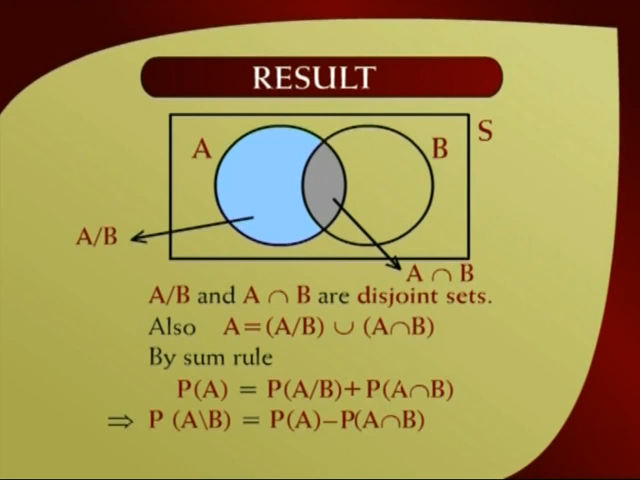 RESULT
S
A
B
A/B
A ∩ B
A/B and A ∩ B are disjoint sets.
Also A=(A/B) ∪ (A∩B)
By sum rule
P(A) = P(A/B)+P(A∩B)
⇒ P (A\B) = P(A)–P(A∩B)